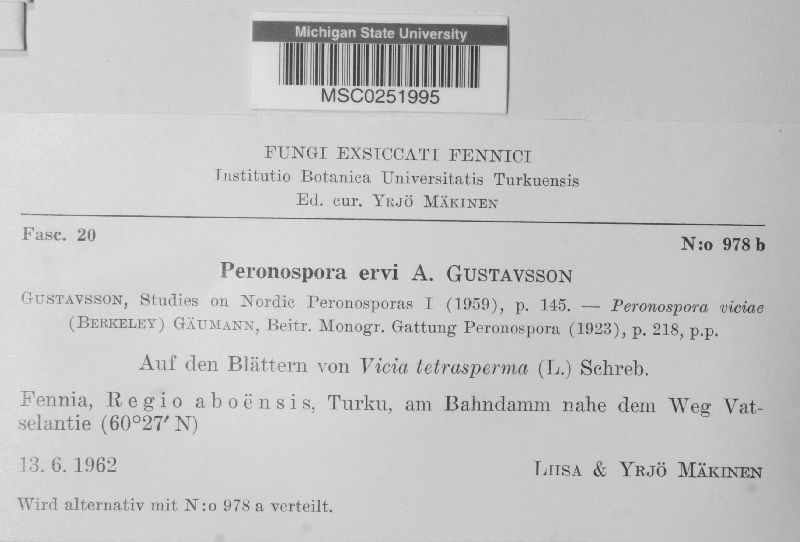 Michigan State University
MSC0251995
FUNGI EXSICCATI FENNICI
Institutio Botanica Universitatis Turkuensis
Ed. cur. YRJÖ MÄKINEN
Fasc. 20
N:o 978 b
Peronospora ervi A. GUSTAVSSON
GUSTAVSSON, Studies on Nordic Peronosporas I (1959), p. 145. — Peronospora viciae
(BERKELEY) GÄUMANN, Beitr. Monogr. Gattung Peronospora (1923), p. 218, p.p.
Auf den Blättern von Vicia tetrasperma (L.) Schreb.
Fennia, Regio aboënsis, Turku, am Bahndamm nahe dem Weg Vat-
selantie (60°27′ N)
13. 6. 1962
LIISA & YRJÖ MÄKINEN
Wird alternativ mit N:o 978 a verteilt.